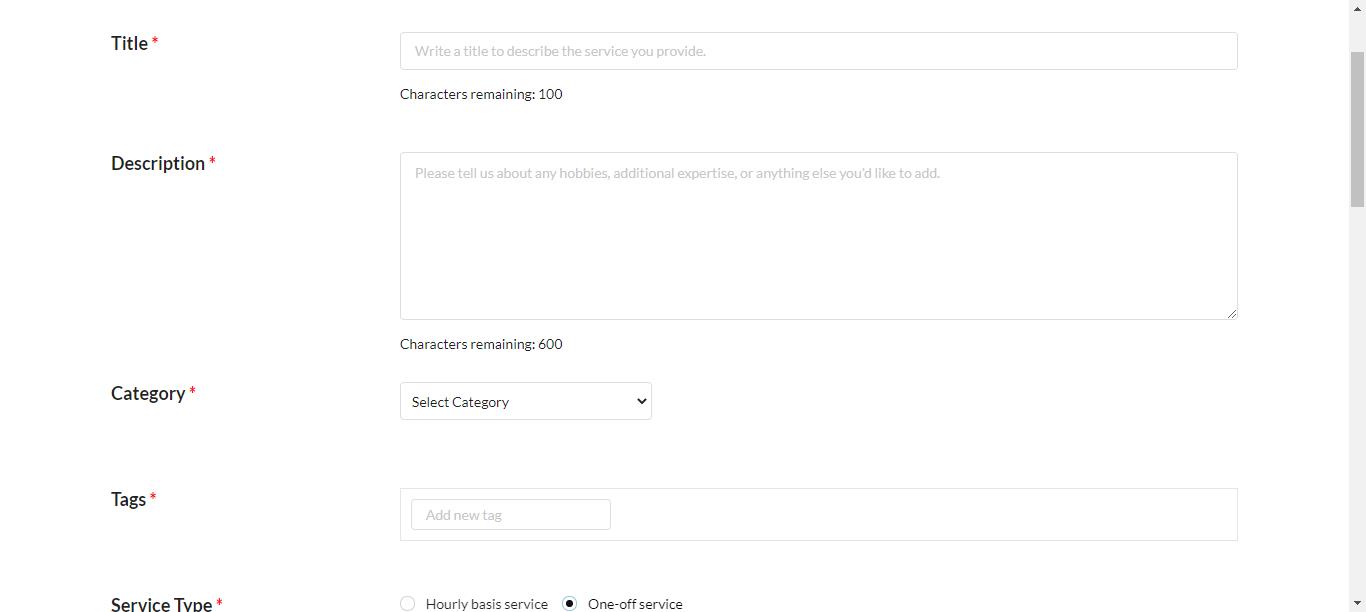 Title *
Write a title to describe the service you provide.
Characters remaining: 100
Description *
Please tell us about any hobbies, additional expertise, or anything else you'd like to add.
Characters remaining: 600
Category *
Select Category
Tags *
Add new tag
Service Type *
Hourly basis service One-off service